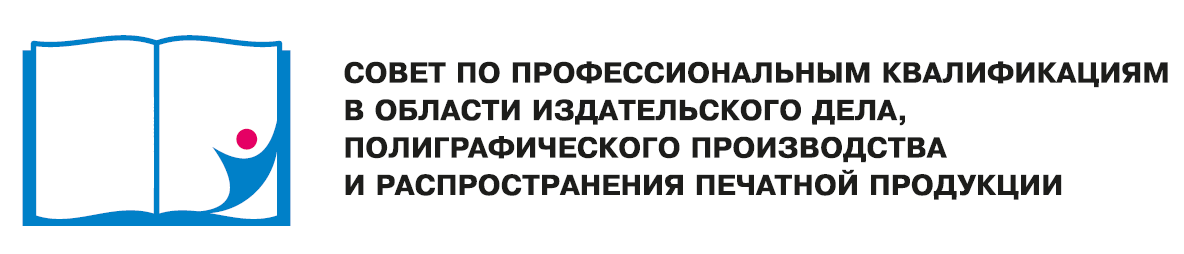 СОВЕТ ПО ПРОФЕССИОНАЛЬНЫМ КВАЛИФИКАЦИЯМ
В ОБЛАСТИ ИЗДАТЕЛЬСКОГО ДЕЛА,
ПОЛИГРАФИЧЕСКОГО ПРОИЗВОДСТВА
И РАСПРОСТРАНЕНИЯ ПЕЧАТНОЙ ПРОДУКЦИИ